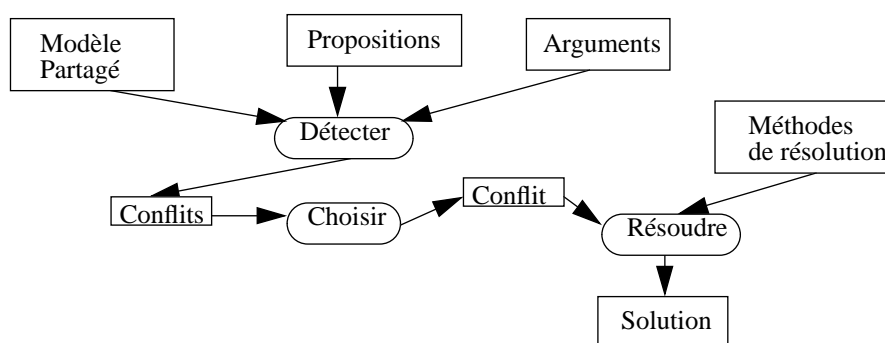 Modèle
Partagé
Propositions
Arguments
Détecter
Méthodes
de résolution
Conflits
Choisir
Conflit
Résoudre
Solution